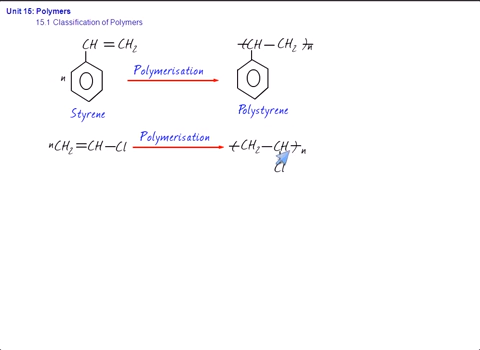 Unit 15: Polymers
15.1 Classification of Polymers
CH = CH2
n
Polymerisation
(CH — CH2)n
Styrene
Polystyrene
nCH2=CH—Cl
Polymerisation
(CH2—CH)n
Cl